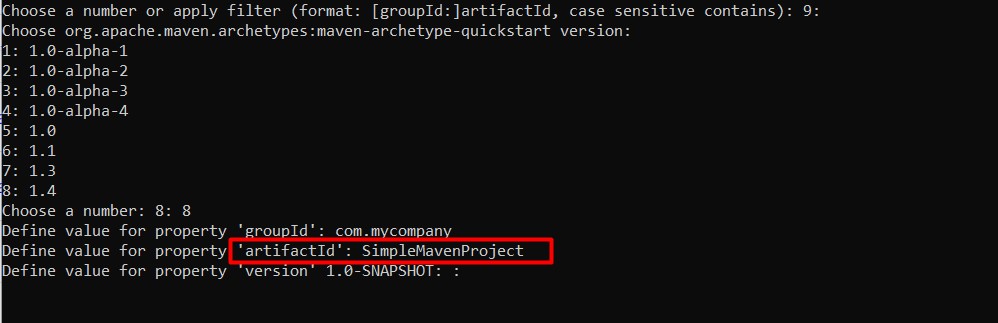 Choose a number or apply filter (format: [groupId:]artifactId, case sensitive contains): 9:
Choose org.apache.maven.archetypes:maven-archetype-quickstart version:
1: 1.0-alpha-1
2: 1.0-alpha-2
3: 1.0-alpha-3
4: 1.0-alpha-4
5: 1.0
6: 1.1
7: 1.3
8: 1.4
Choose a number: 8: 8
Define value for property 'groupId': com.mycompany
Define value for property 'artifactId': SimpleMavenProject
Define value for property 'version' 1.0-SNAPSHOT: :